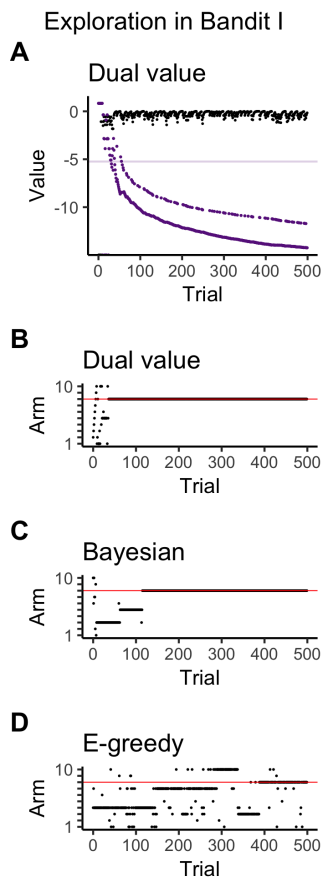 Exploration in Bandit I
A
Dual value
0
-5
-10
Value
0 100 200 300 400 500
Trial
B
Dual value
10
1
Arm
0 100 200 300 400 500
Trial
C
Bayesian
10
1
Arm
0 100 200 300 400 500
Trial
D
E-greedy
10
1
Arm
0 100 200 300 400 500
Trial